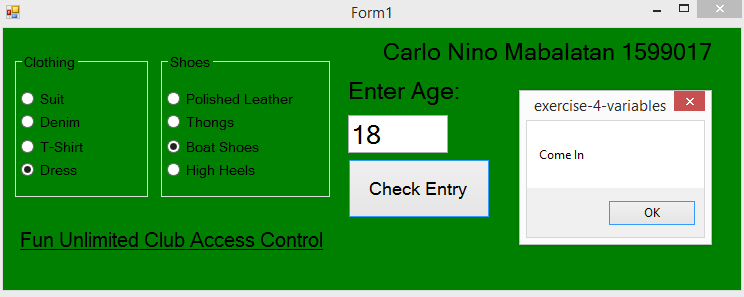 Form1
Carlo Nino Mabalatan 1599017
Clothing
Suit
Denim
T-Shirt
Dress
Shoes
Polished Leather
Thongs
Boat Shoes
High Heels
Enter Age:
18
Check Entry
exercise-4-variables
Come In
OK
Fun Unlimited Club Access Control